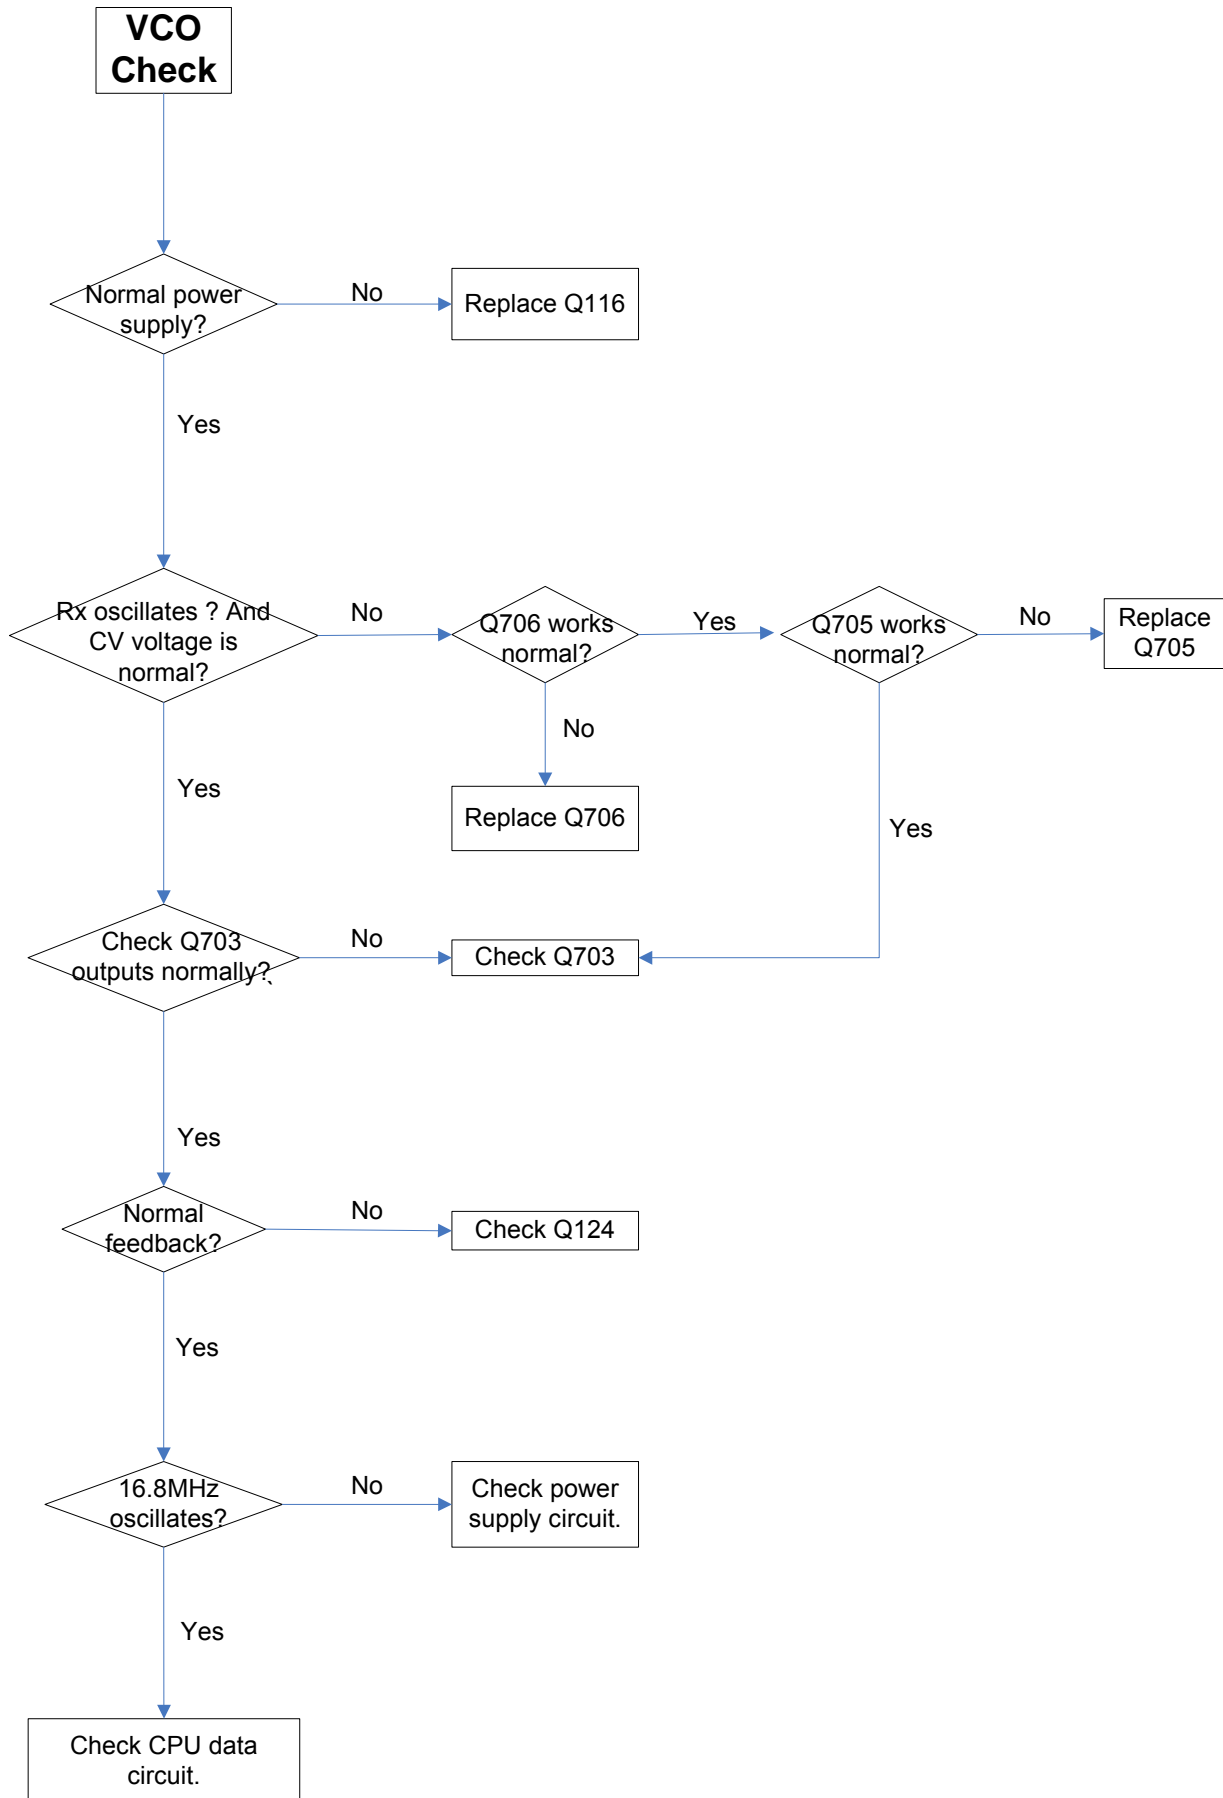 VCO
Check
Normal power
supply?
No
Replace Q116
Yes
Rx oscillates ? And
CV voltage is
normal?
No
Q706 works
normal?
Yes
Q705 works
normal?
No
Replace
Q705
No
Yes
Replace Q706
Yes
Check Q703
outputs normally?、
No
Check Q703
Yes
Normal
feedback?
No
Check Q124
Yes
16.8MHz
oscillates?
No
Check power
supply circuit.
Yes
Check CPU data
circuit.